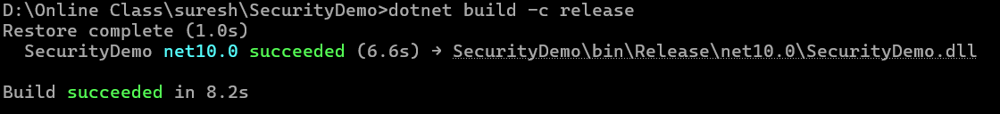 D:\Online Class\suresh\SecurityDemo>dotnet build -c release
Restore complete (1.0s)
  SecurityDemo net10.0 succeeded (6.6s) → SecurityDemo\bin\Release\net10.0\SecurityDemo.dll
Build succeeded in 8.2s